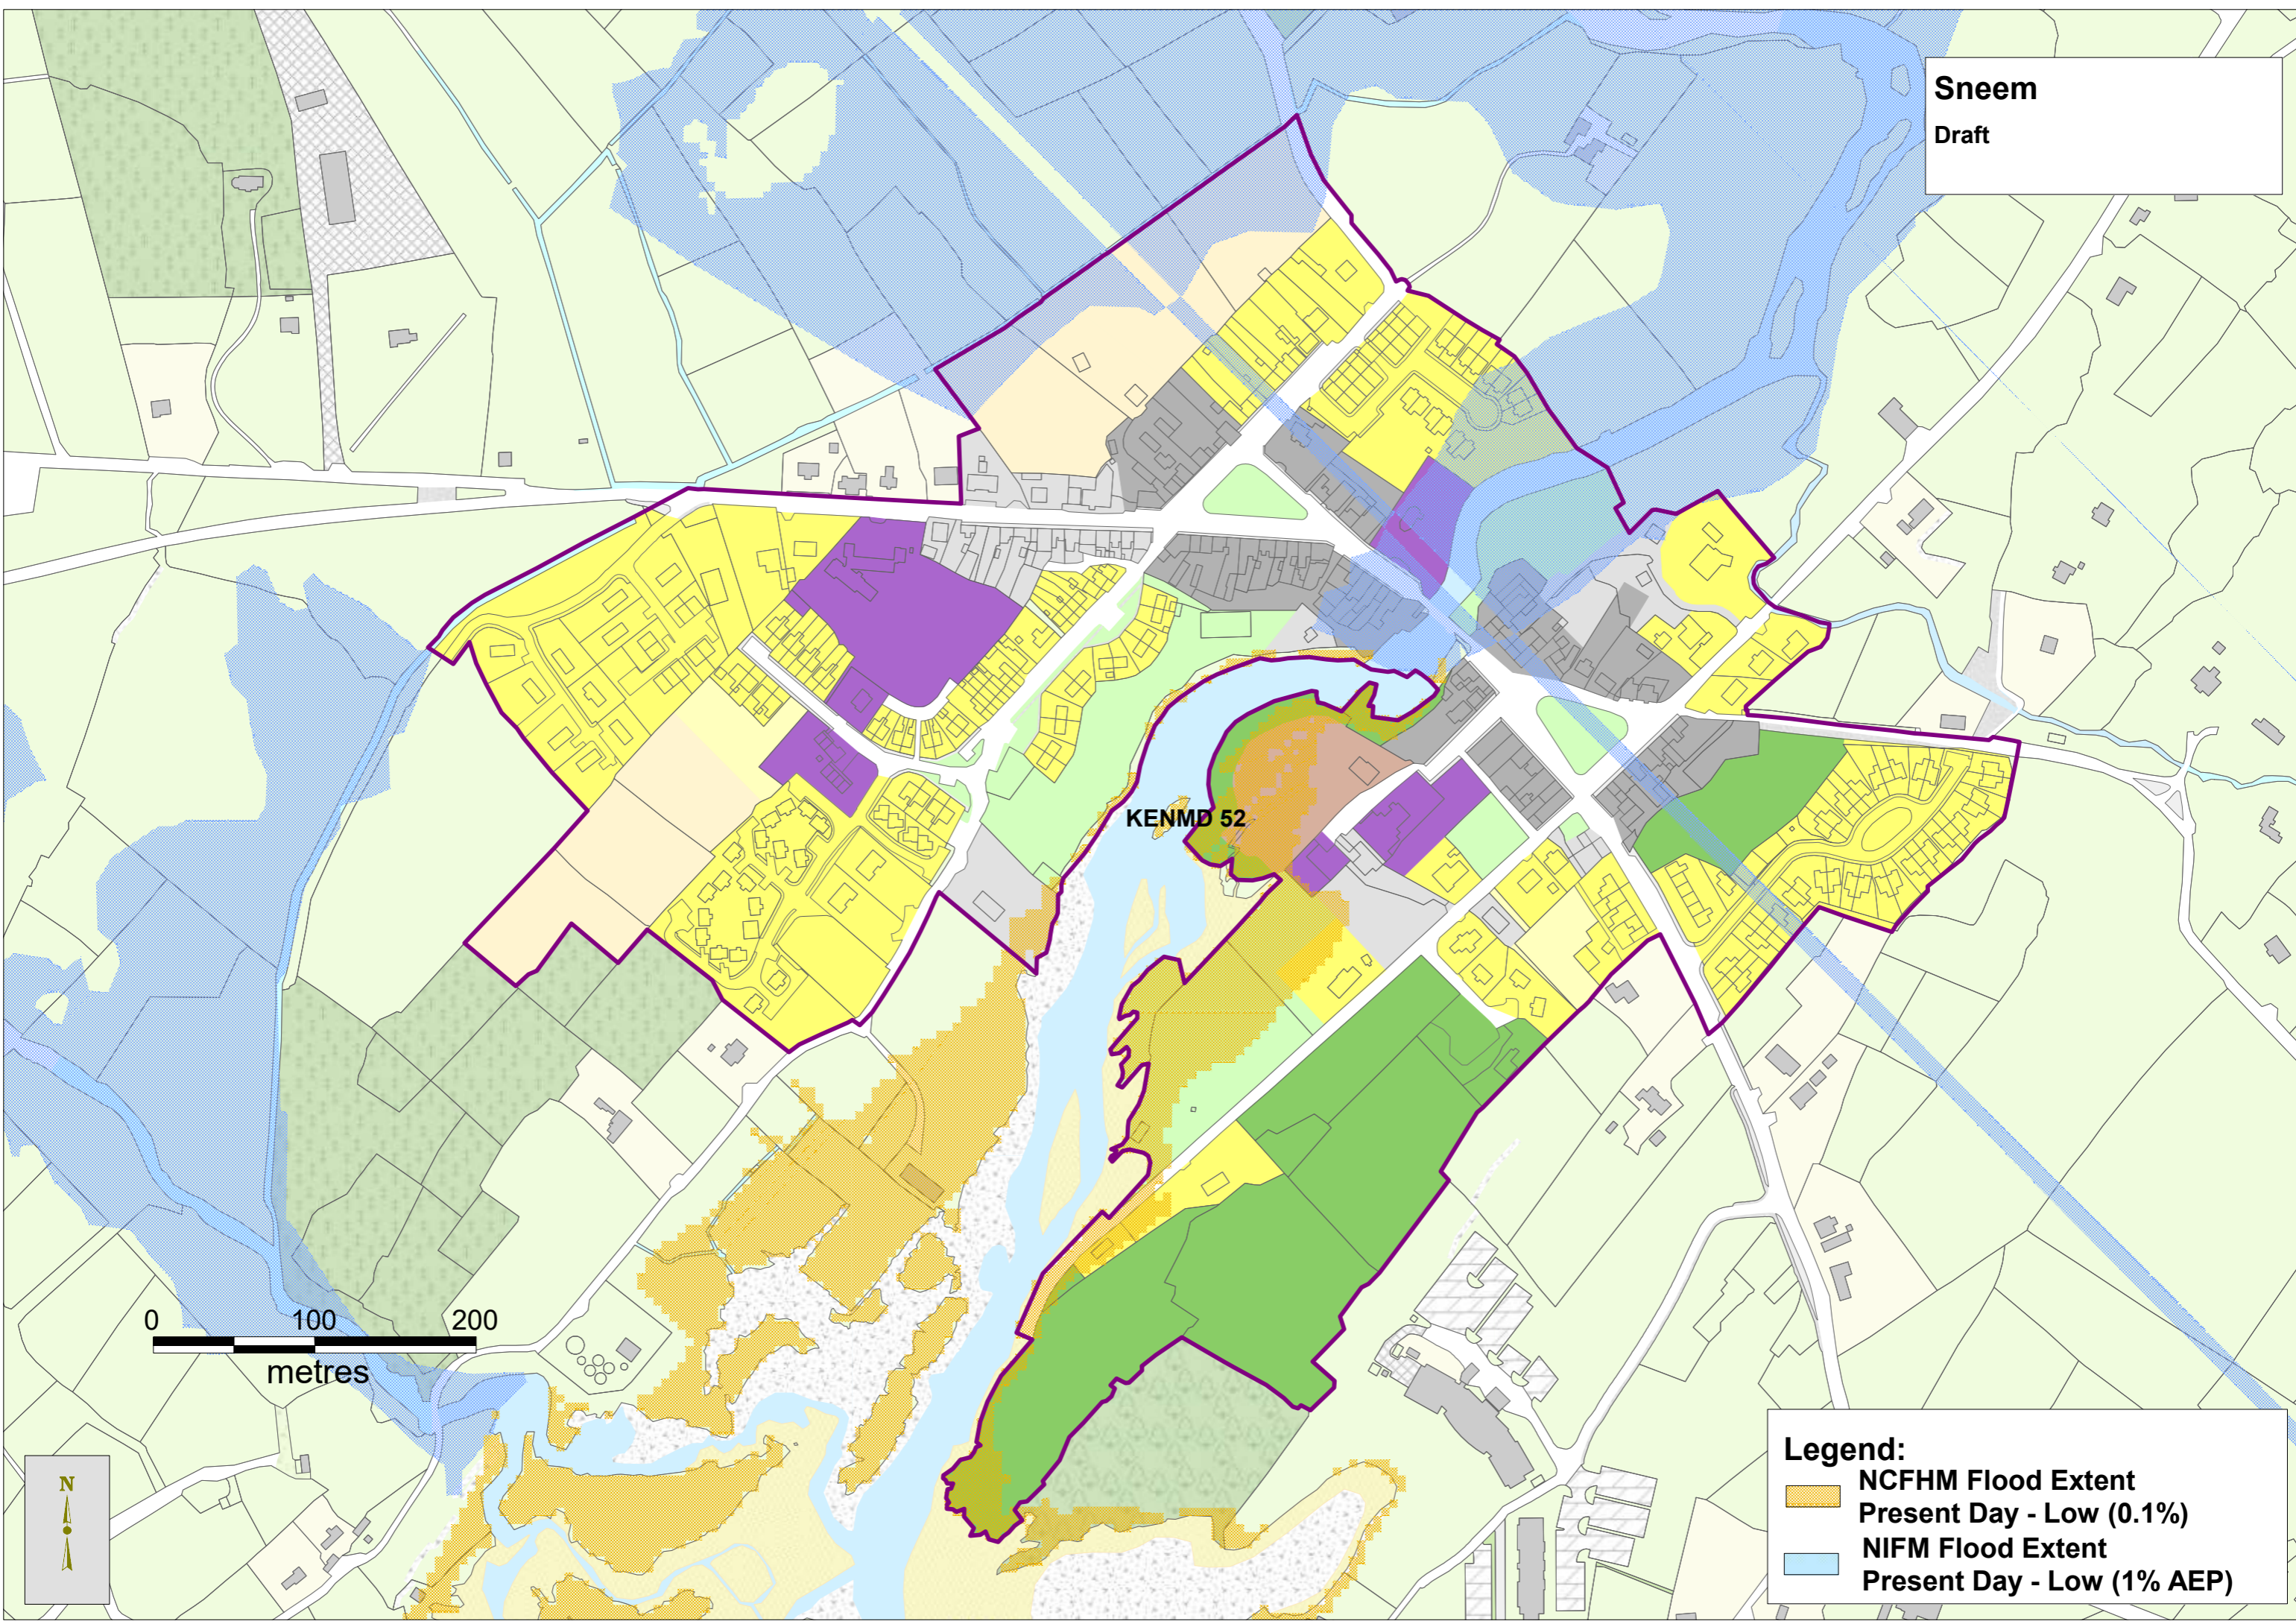 Sneem
Draft
KENMD 52
0 100 200
metres
N
Legend:
NCFHM Flood Extent
Present Day - Low (0.1%)
NIFM Flood Extent
Present Day - Low (1% AEP)